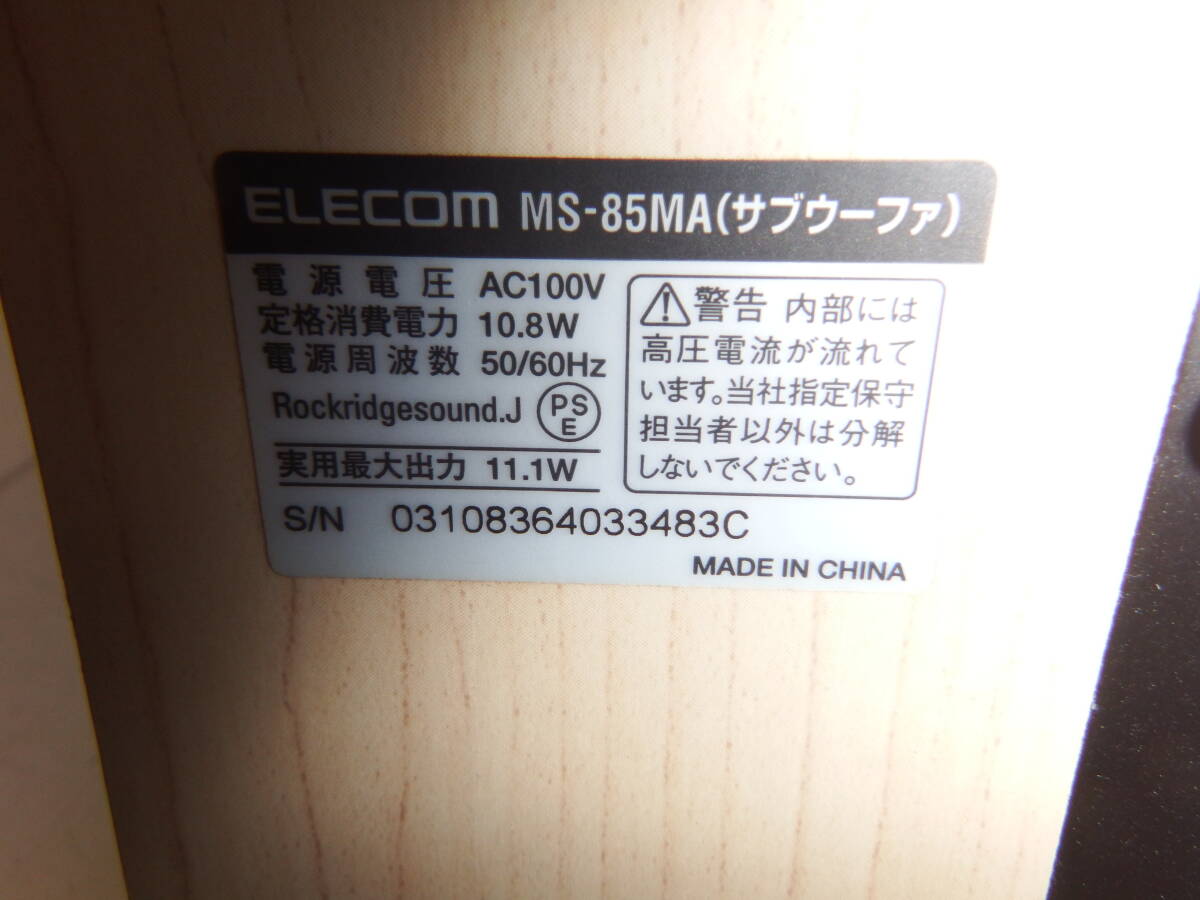 ELECOM MS-85MA(サブウーファ)
電源電圧 AC100V
定格消費電力 10.8W
電源周波数 50/60Hz
Rockridgesound.J PSE
実用最大出力 11.1W
警告 内部には
高圧電流が流れて
います。当社指定保守
担当者以外は分解
しないでください。
S/N 03108364033483C
MADE IN CHINA